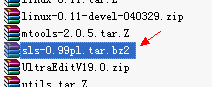 linux-0.11.tar.Z
linux-0.11-devel-040329.zip
mtools-2.0.5.tar.Z
sls-0.99pl.tar.bz2
UltraEditV19.0.zip
utils.tar.Z